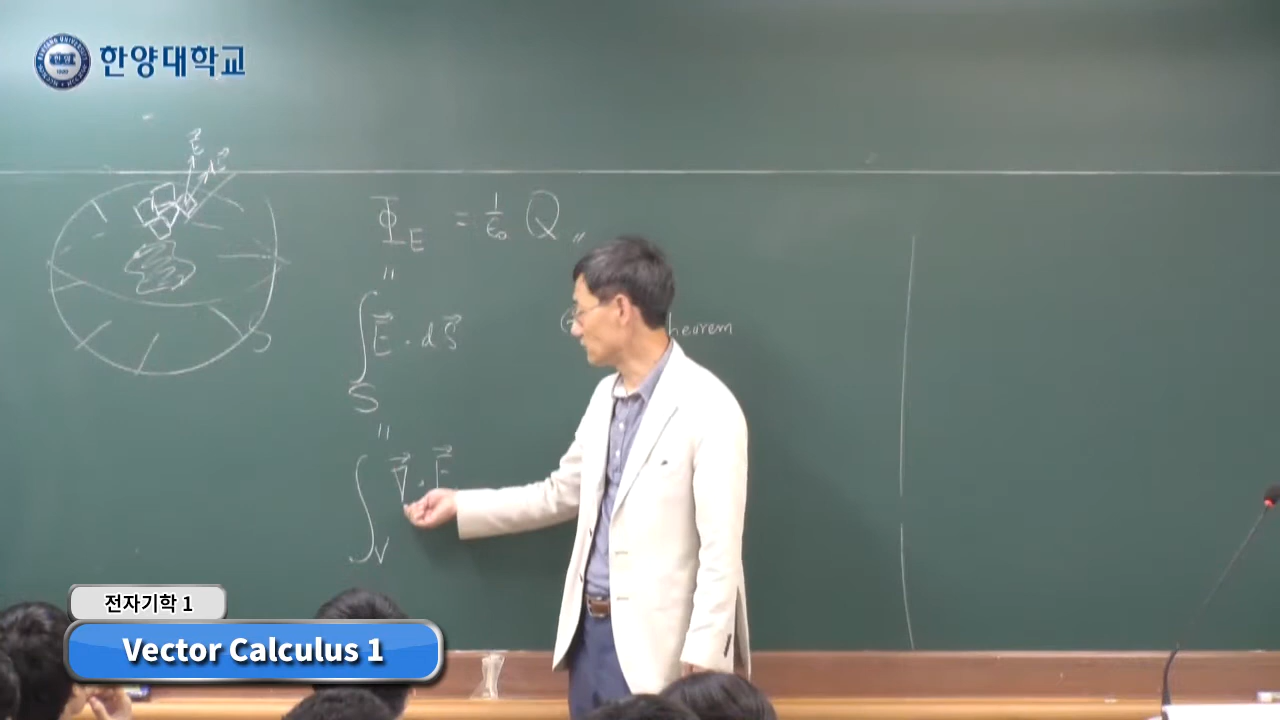 한양대학교
E⃗
Φ_E = 1/ε₀ Q 〃
||
∫_S E⃗ · dS⃗
heorem
S
||
∫_V ∇⃗ · E⃗
전자기학 1
Vector Calculus 1